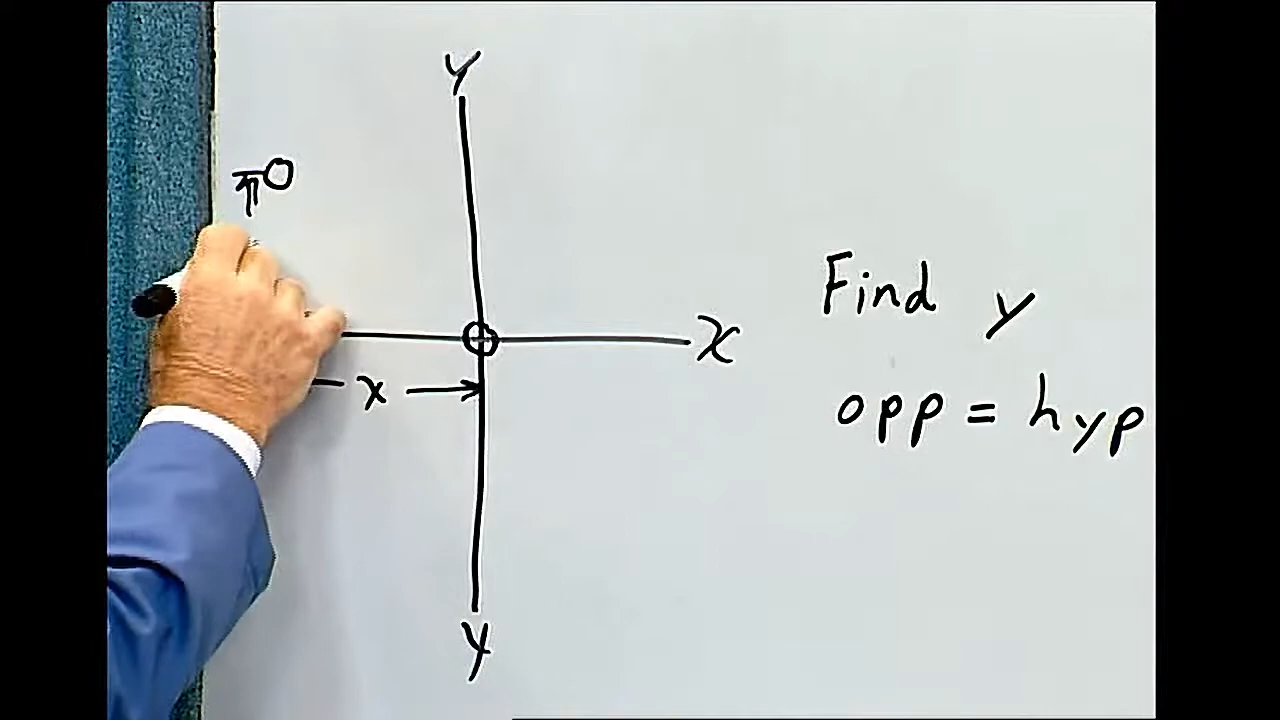 Y
π0
X
x
Find y
opp = hyp
y